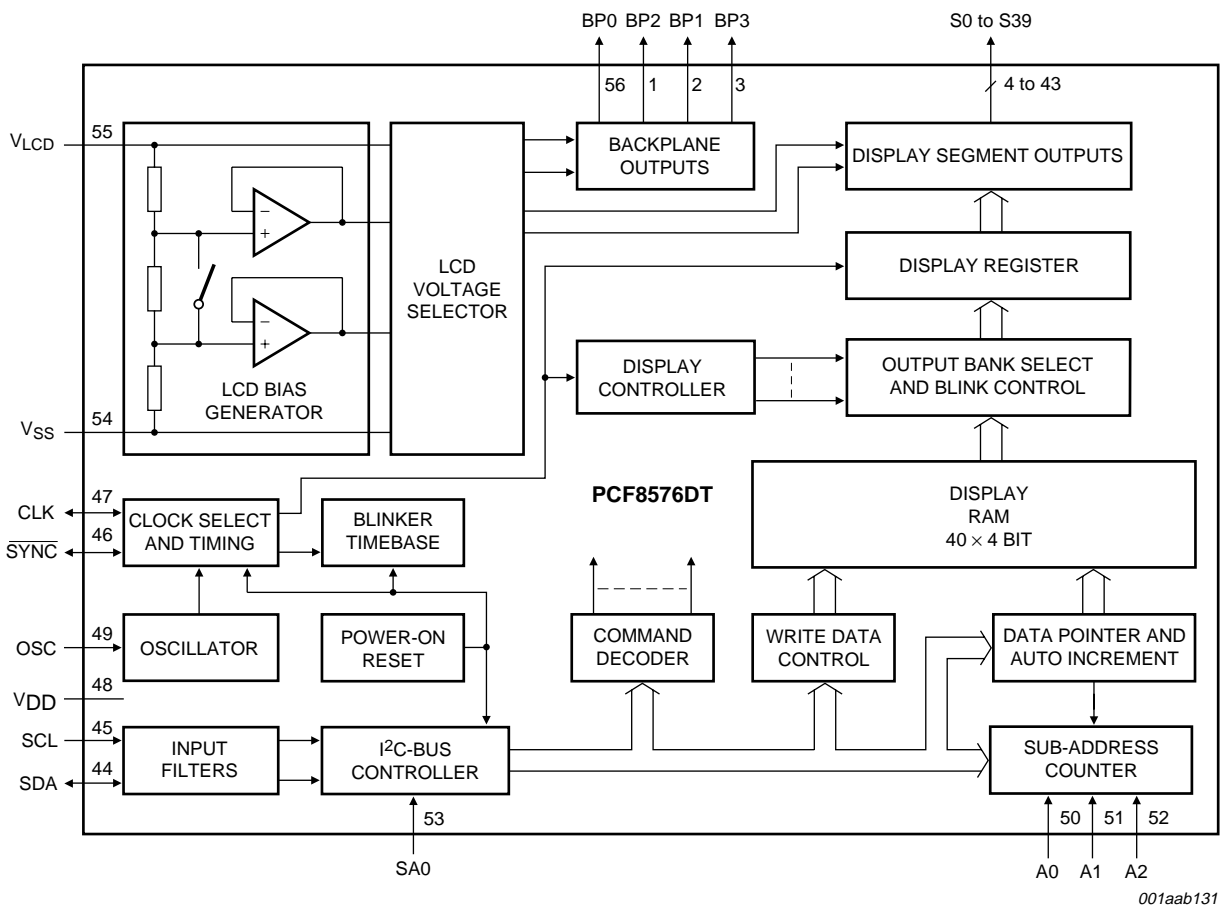 BP0 BP2 BP1 BP3
S0 to S39
56 1 2 3
4 to 43
VLCD
55
BACKPLANE
OUTPUTS
DISPLAY SEGMENT OUTPUTS
−
+
LCD
VOLTAGE
SELECTOR
DISPLAY REGISTER
−
+
LCD BIAS
GENERATOR
DISPLAY
CONTROLLER
OUTPUT BANK SELECT
AND BLINK CONTROL
VSS
54
PCF8576DT
DISPLAY
RAM
40 × 4 BIT
CLK
47
SYNC
46
CLOCK SELECT
AND TIMING
BLINKER
TIMEBASE
OSC
49
OSCILLATOR
POWER-ON
RESET
COMMAND
DECODER
WRITE DATA
CONTROL
DATA POINTER AND
AUTO INCREMENT
VDD
48
SCL
45
SDA
44
INPUT
FILTERS
I2C-BUS
CONTROLLER
SUB-ADDRESS
COUNTER
53
50 51 52
SA0
A0 A1 A2
001aab131